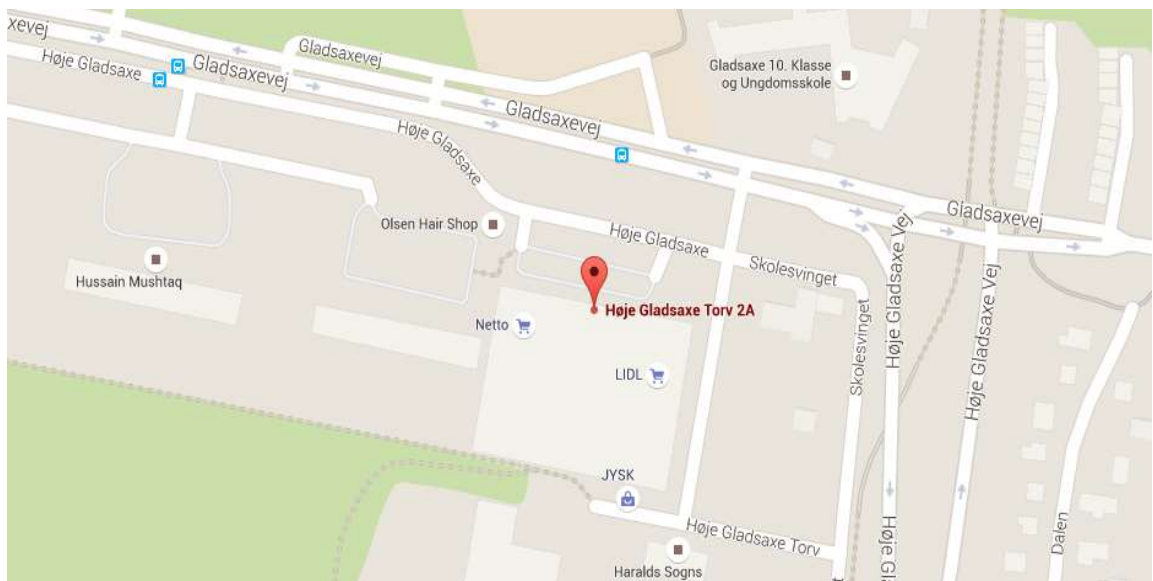 xevej
Gladsaxevej
Høje Gladsaxe
Gladsaxevej
Gladsaxe 10. Klasse
og Ungdomsskole
Gladsaxevej
Høje Gladsaxe
Gladsaxevej
Olsen Hair Shop
Høje Gladsaxe
Skolesvinget
Hussain Mushtaq
Høje Gladsaxe Vej
Høje Gladsaxe Torv 2A
Netto
Skolesvinget
Høje Gladsaxe Vej
LIDL
JYSK
Høje Gladsaxe Torv
Høje Gl
Dalen
Haralds Sogns